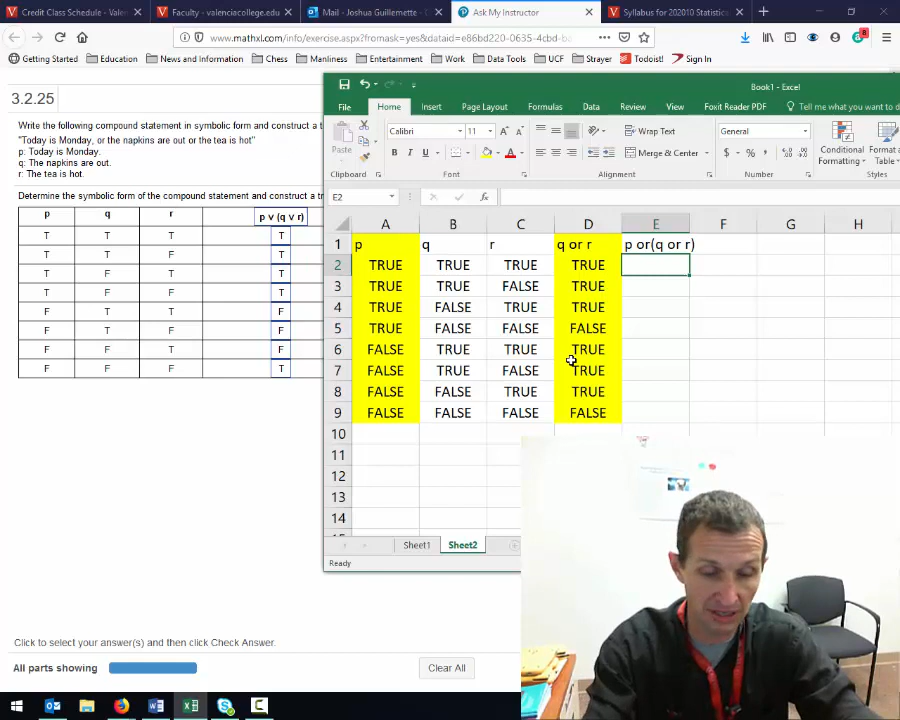 Credit Class Schedule - Valen
Faculty - valenciacollege.edu
Mail - Joshua Guillemette - O
Ask My Instructor
Syllabus for 202010 Statistics
www.mathxl.com/info/exercise.aspx?fromask=yes&dataid=e86bd220-0635-4cbd-ba
Getting Started
Education
News and Information
Chess
Manliness
Entertainment
Work
Data Tools
UCF
Strayer
Todoist!
Sign In
3.2.25
Write the following compound statement in symbolic form and construct a t
"Today is Monday, or the napkins are out or the tea is hot"
p: Today is Monday.
q: The napkins are out.
r: The tea is hot.
Determine the symbolic form of the compound statement and construct a tr
p q r p ∨ (q ∨ r)
T T T T
T T F T
T F T T
T F F F
F T T T
F T F F
F F T F
F F F T
Book1 - Excel
File Home Insert Page Layout Formulas Data Review View Foxit Reader PDF Tell me what you want to d
Paste
Calibri 11 A A
Wrap Text
General
B I U
Merge & Center
$ % ,
Conditional
Formatting
Format a
Table
Clipboard Font Alignment Number
E2 fx
A B C D E F G H
1 p q r q or r p or(q or r)
2 TRUE TRUE TRUE TRUE
3 TRUE TRUE FALSE TRUE
4 TRUE FALSE TRUE TRUE
5 TRUE FALSE FALSE FALSE
6 FALSE TRUE TRUE TRUE
7 FALSE TRUE FALSE TRUE
8 FALSE FALSE TRUE TRUE
9 FALSE FALSE FALSE FALSE
10
11
12
13
14
15
Sheet1 Sheet2
Ready
Click to select your answer(s) and then click Check Answer.
All parts showing
Clear All